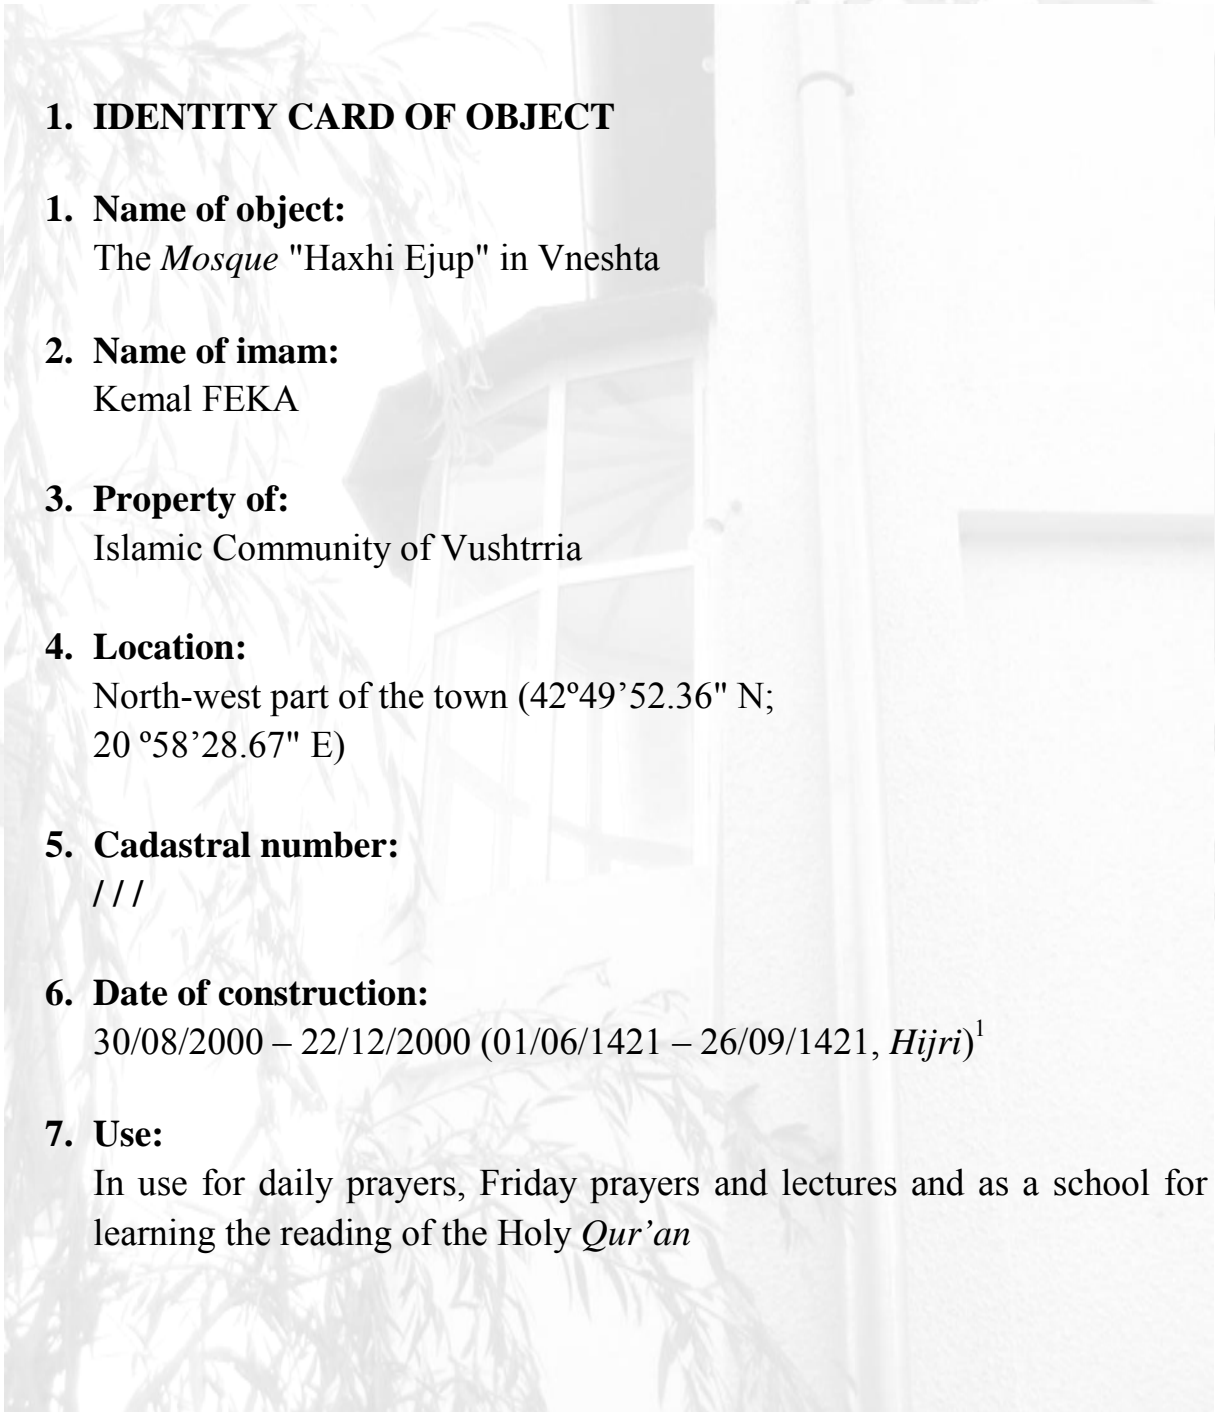 1. IDENTITY CARD OF OBJECT
1. Name of object:
The Mosque "Haxhi Ejup" in Vneshta
2. Name of imam:
Kemal FEKA
3. Property of:
Islamic Community of Vushtrria
4. Location:
North-west part of the town (42º49’52.36" N;
20 º58’28.67" E)
5. Cadastral number:
/ / /
6. Date of construction:
30/08/2000 – 22/12/2000 (01/06/1421 – 26/09/1421, Hijri)¹
7. Use:
In use for daily prayers, Friday prayers and lectures and as a school for
learning the reading of the Holy Qur’an